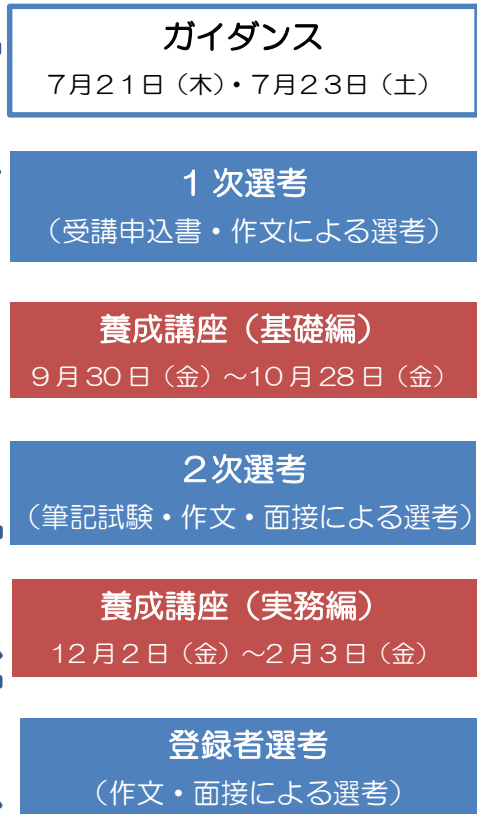 ガイダンス
7月21日（木）・7月23日（土）
1次選考
（受講申込書・作文による選考）
養成講座（基礎編）
9月30日（金）～10月28日（金）
2次選考
（筆記試験・作文・面接による選考）
養成講座（実務編）
12月2日（金）～2月3日（金）
登録者選考
（作文・面接による選考）